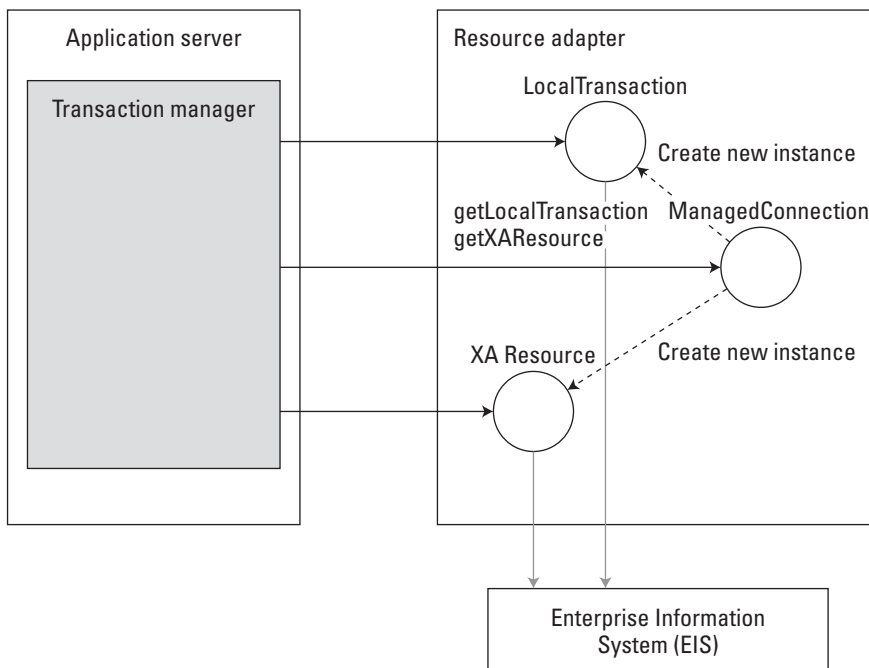 Application server
Resource adapter
Transaction manager
LocalTransaction
Create new instance
getLocalTransaction
getXAResource
ManagedConnection
XA Resource
Create new instance
Enterprise Information
System (EIS)